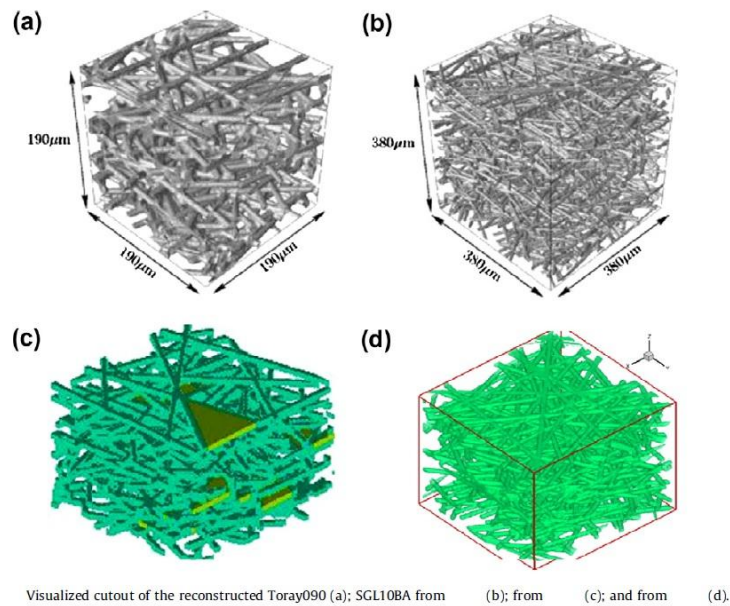 (a)
(b)
190μm
190μm
190μm
380μm
380μm
380μm
(c)
(d)
Z
X
Y
Visualized cutout of the reconstructed Toray090 (a); SGL10BA from (b); from (c); and from (d).